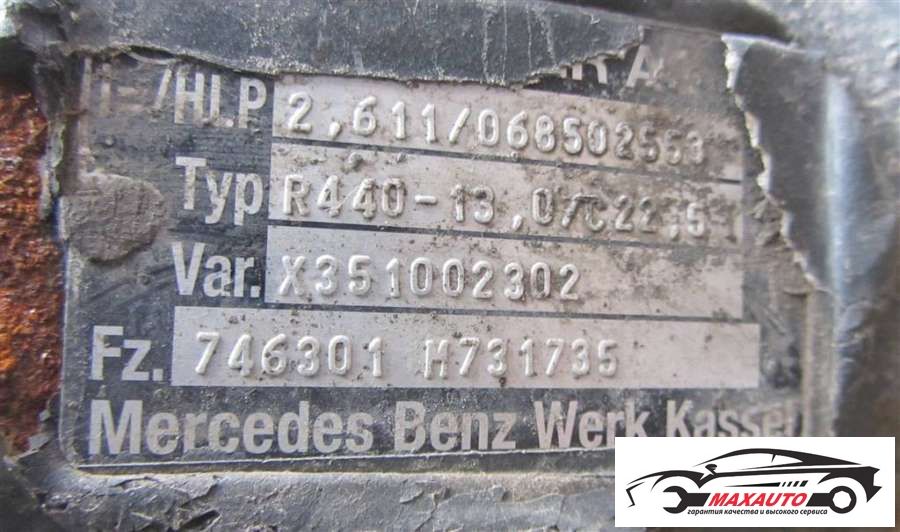 /HLP 2,611/068502553
Typ R440-13,0/C22,5
Var. X351002302
Fz. 746301 M731735
Mercedes Benz Werk Kassel
MAXAUTO
гарантия качества и высокого сервиса